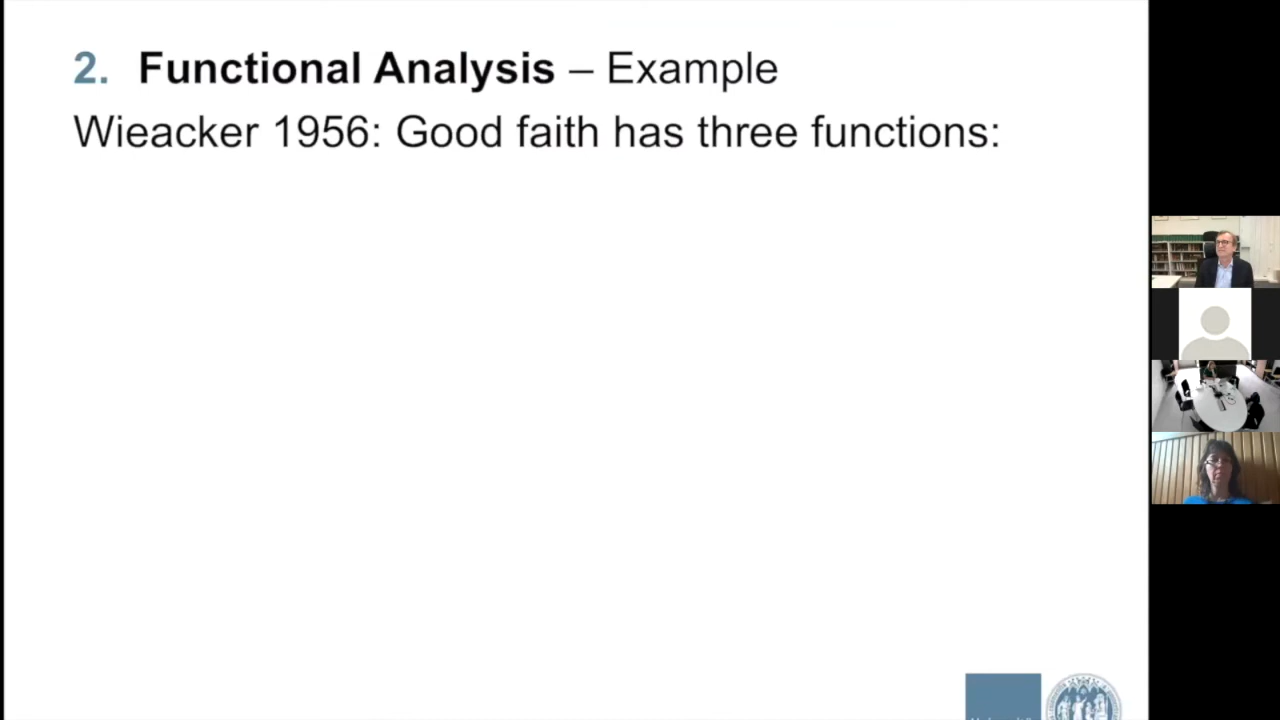 2. Functional Analysis – Example
Wieacker 1956: Good faith has three functions: